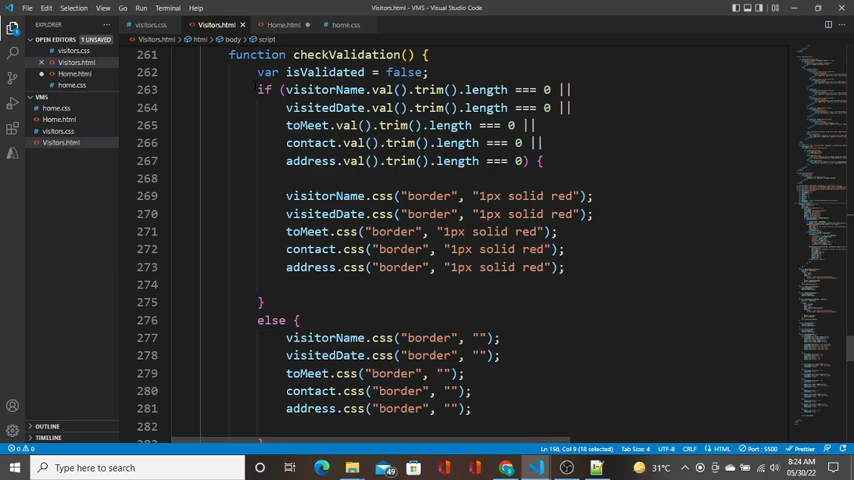 File Edit Selection View Go Run Terminal Help
Visitors.html - Visual Studio Code
EXPLORER
visitors.css
Visitors.html
Home.html
home.css
OPEN EDITORS 1 UNSAVED
visitors.css
Visitors.html
Home.html
home.css
VMS
home.css
Home.html
visitors.css
Visitors.html
OUTLINE
TIMELINE
Visitors.html > html > body > script
261 function checkValidation() {
262 var isValidated = false;
263 if (visitorName.val().trim().length === 0 ||
264 visitedDate.val().trim().length === 0 ||
265 toMeet.val().trim().length === 0 ||
266 contact.val().trim().length === 0 ||
267 address.val().trim().length === 0) {
268
269 visitorName.css("border", "1px solid red");
270 visitedDate.css("border", "1px solid red");
271 toMeet.css("border", "1px solid red");
272 contact.css("border", "1px solid red");
273 address.css("border", "1px solid red");
274
275 }
276 else {
277 visitorName.css("border", "");
278 visitedDate.css("border", "");
279 toMeet.css("border", "");
280 contact.css("border", "");
281 address.css("border", "");
282
0 0
Ln 156, Col 9 (18 selected) Tab Size: 4 UTF-8 CRLF HTML Port : 5500 Prettier
Type here to search
49
31°C
8:24 AM
05/30/22